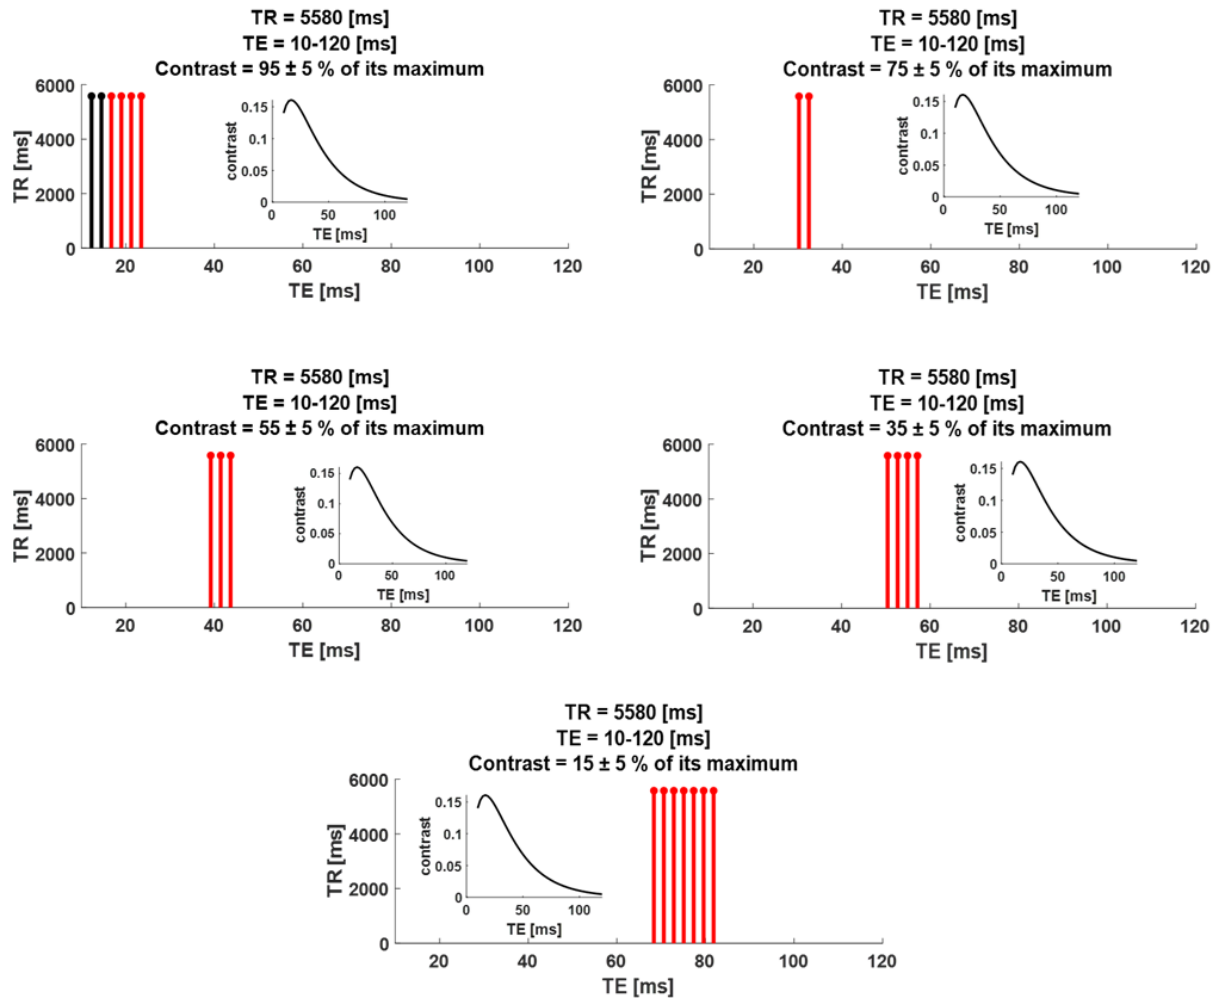 TR = 5580 [ms]
TE = 10-120 [ms]
Contrast = 95 ± 5 % of its maximum
6000
4000
2000
0
TR [ms]
20 40 60 80 100 120
TE [ms]
0.15
0.1
0.05
0
contrast
0 50 100
TE [ms]
TR = 5580 [ms]
TE = 10-120 [ms]
Contrast = 75 ± 5 % of its maximum
6000
4000
2000
0
TR [ms]
20 40 60 80 100 120
TE [ms]
0.15
0.1
0.05
0
contrast
0 50 100
TE [ms]
TR = 5580 [ms]
TE = 10-120 [ms]
Contrast = 55 ± 5 % of its maximum
6000
4000
2000
0
TR [ms]
20 40 60 80 100 120
TE [ms]
0.15
0.1
0.05
0
contrast
0 50 100
TE [ms]
TR = 5580 [ms]
TE = 10-120 [ms]
Contrast = 35 ± 5 % of its maximum
6000
4000
2000
0
TR [ms]
20 40 60 80 100 120
TE [ms]
0.15
0.1
0.05
0
contrast
0 50 100
TE [ms]
TR = 5580 [ms]
TE = 10-120 [ms]
Contrast = 15 ± 5 % of its maximum
6000
4000
2000
0
TR [ms]
20 40 60 80 100 120
TE [ms]
0.15
0.1
0.05
0
contrast
0 50 100
TE [ms]